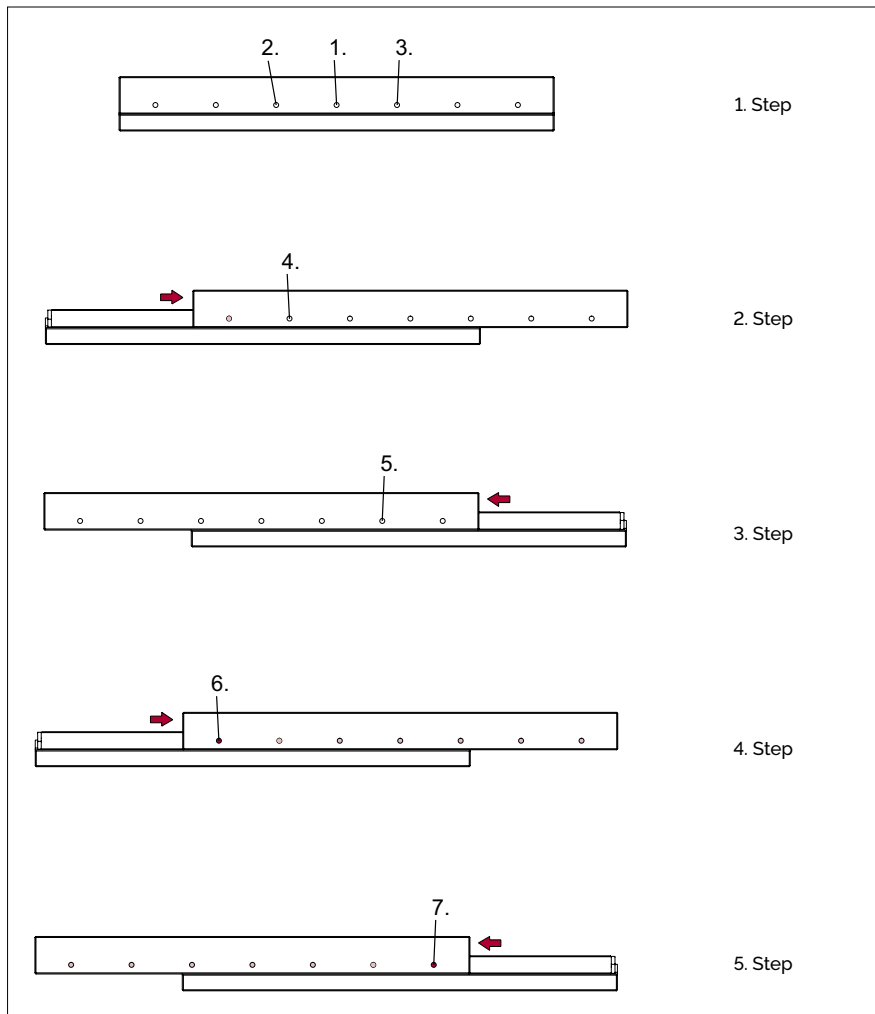 2. 1. 3.
1. Step
4.
2. Step
5.
3. Step
6.
4. Step
7.
5. Step